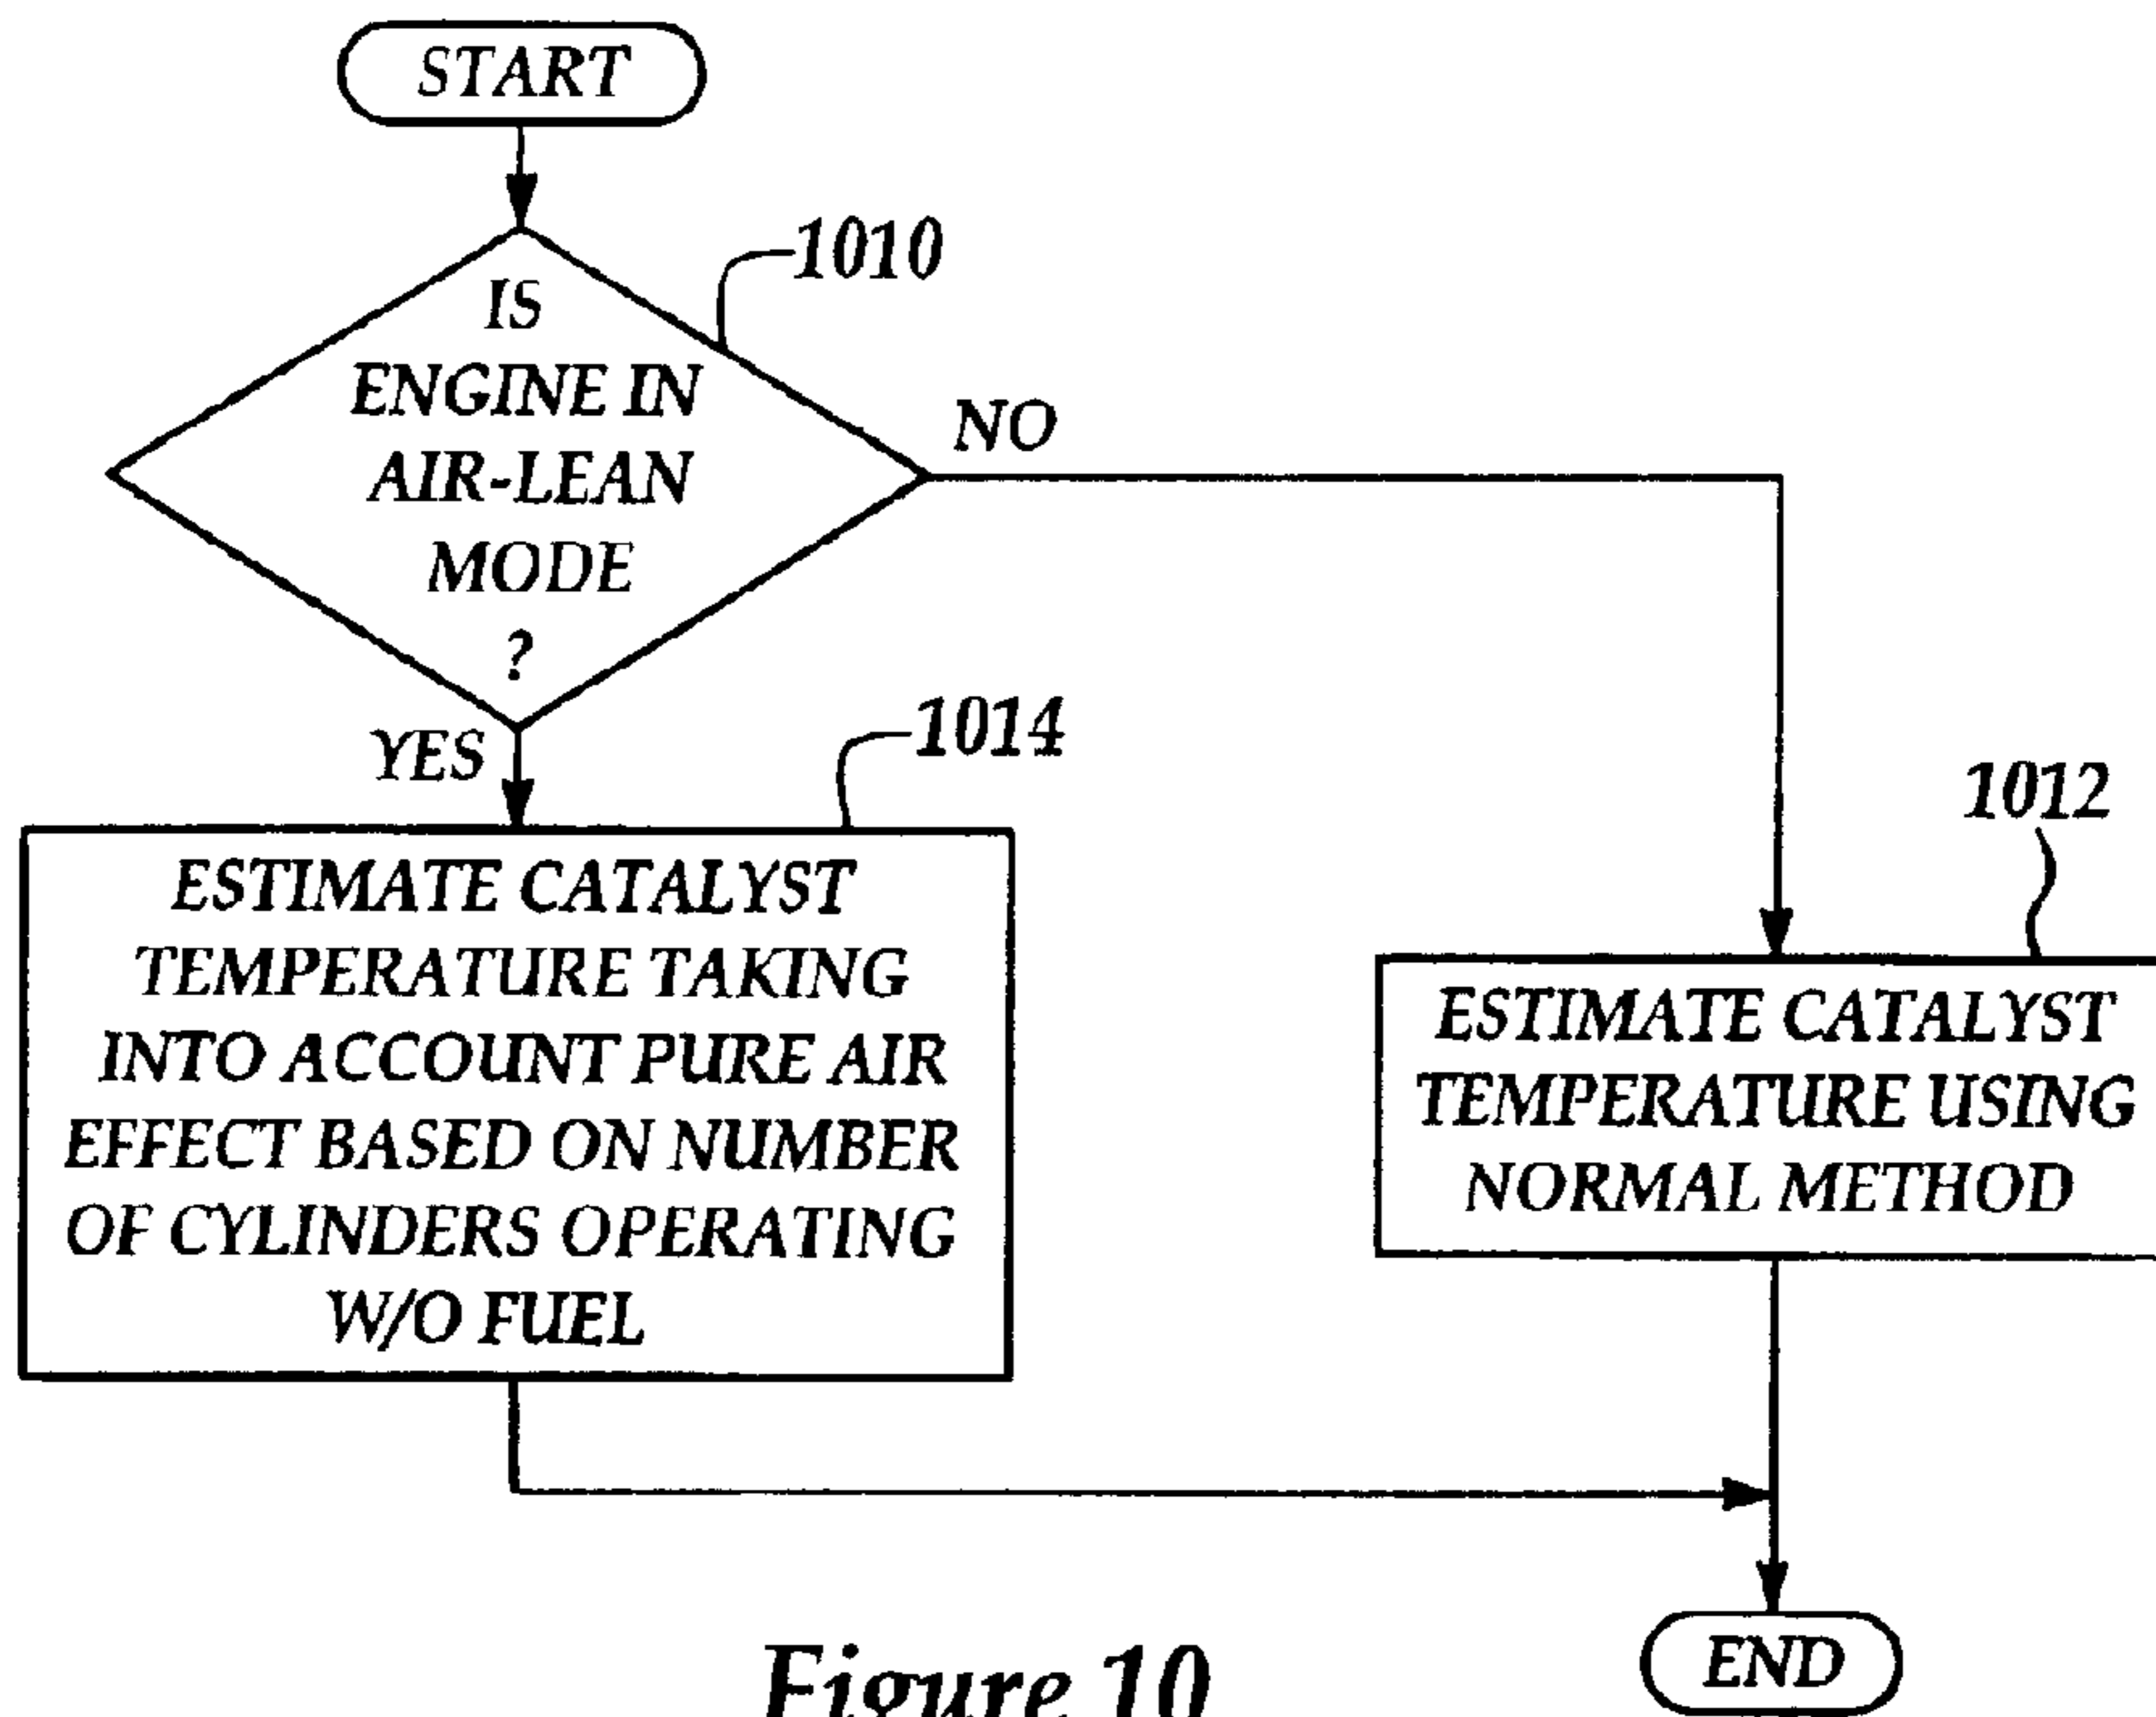 START
1010
IS
ENGINE IN
AIR-LEAN
MODE
?
NO
YES
1014
ESTIMATE CATALYST
TEMPERATURE TAKING
INTO ACCOUNT PURE AIR
EFFECT BASED ON NUMBER
OF CYLINDERS OPERATING
W/O FUEL
1012
ESTIMATE CATALYST
TEMPERATURE USING
NORMAL METHOD
END
Figure 10